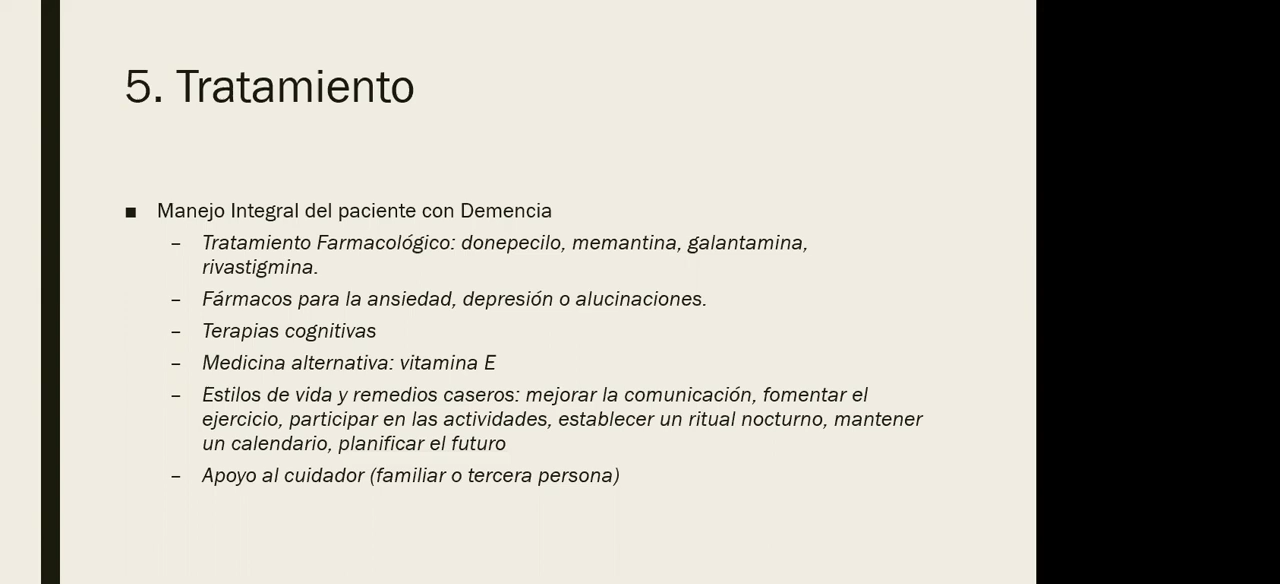 5. Tratamiento
▪ Manejo Integral del paciente con Demencia
– Tratamiento Farmacológico: donepecilo, memantina, galantamina,
rivastigmina.
– Fármacos para la ansiedad, depresión o alucinaciones.
– Terapias cognitivas
– Medicina alternativa: vitamina E
– Estilos de vida y remedios caseros: mejorar la comunicación, fomentar el
ejercicio, participar en las actividades, establecer un ritual nocturno, mantener
un calendario, planificar el futuro
– Apoyo al cuidador (familiar o tercera persona)